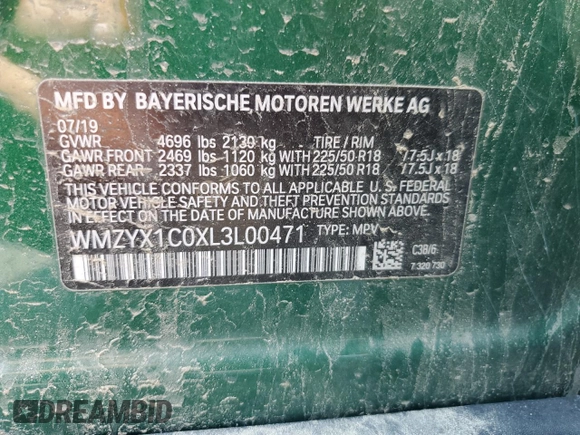 MFD BY BAYERISCHE MOTOREN WERKE AG
07/19
GVWR 4696 lbs 2130 kg TIRE / RIM
GAWR FRONT 2469 lbs 1120 kg WITH 225/50 R18 17.5J x 18
GAWR REAR 2337 lbs 1060 kg WITH 225/50 R18 17.5J x 18
THIS VEHICLE CONFORMS TO ALL APPLICABLE U. S. FEDERAL
MOTOR VEHICLE SAFETY AND THEFT PREVENTION STANDARDS
IN EFFECT ON THE DATE OF MANUFACTURE SHOWN ABOVE.
WMZYX1C0XL3L00471 TYPE: MPV
C3B/6
7 320 730
DREAMBID